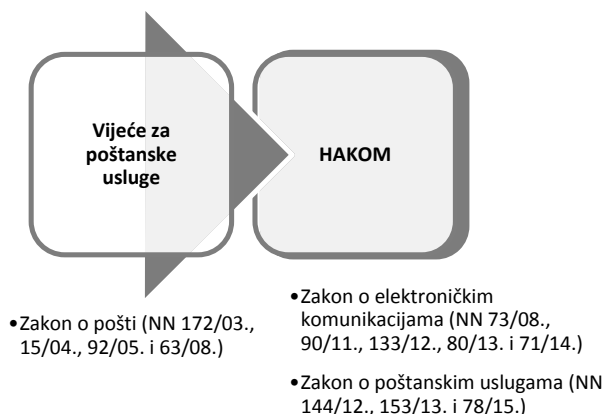 Vijeće za
poštanske
usluge
HAKOM
•Zakon o pošti (NN 172/03.,
15/04., 92/05. i 63/08.)
•Zakon o elektroničkim
komunikacijama (NN 73/08.,
90/11., 133/12., 80/13. i 71/14.)
•Zakon o poštanskim uslugama (NN
144/12., 153/13. i 78/15.)